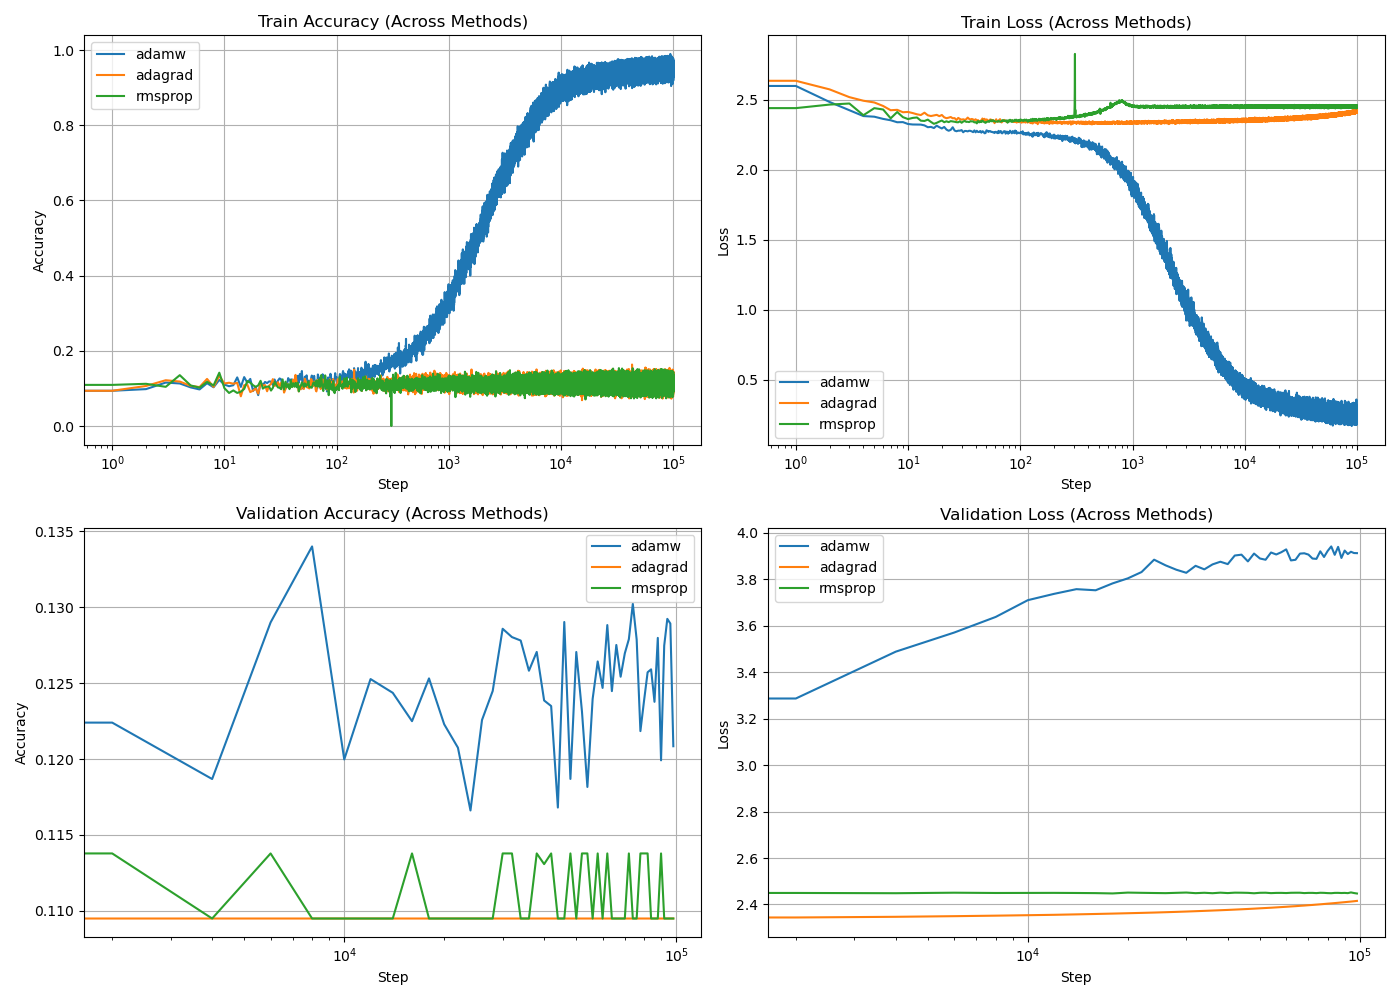 Train Accuracy (Across Methods)
1.0
0.8
0.6
0.4
0.2
0.0
Accuracy
adamw
adagrad
rmsprop
10^0
10^1
10^2
10^3
10^4
10^5
Step
Train Loss (Across Methods)
2.5
2.0
1.5
1.0
0.5
Loss
adamw
adagrad
rmsprop
10^0
10^1
10^2
10^3
10^4
10^5
Step
Validation Accuracy (Across Methods)
0.135
0.130
0.125
0.120
0.115
0.110
Accuracy
adamw
adagrad
rmsprop
10^4
10^5
Step
Validation Loss (Across Methods)
4.0
3.8
3.6
3.4
3.2
3.0
2.8
2.6
2.4
Loss
adamw
adagrad
rmsprop
10^4
10^5
Step